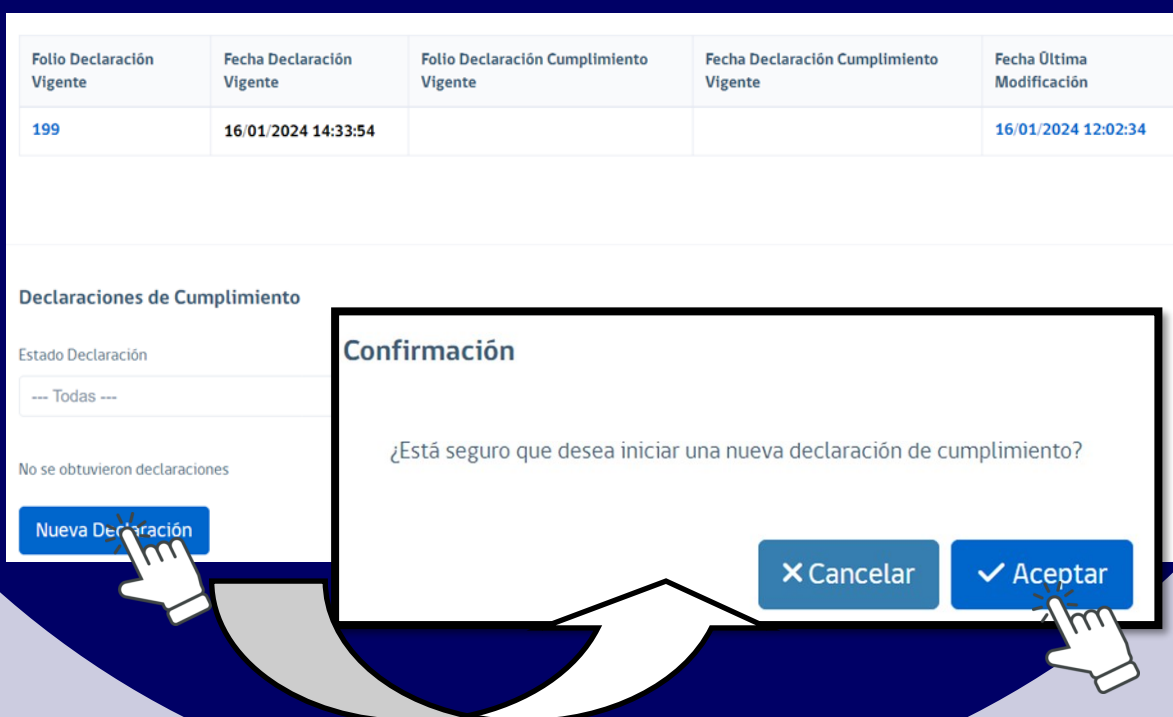 Folio Declaración Vigente
Fecha Declaración Vigente
Folio Declaración Cumplimiento Vigente
Fecha Declaración Cumplimiento Vigente
Fecha Última Modificación
199
16/01/2024 14:33:54
16/01/2024 12:02:34
Declaraciones de Cumplimiento
Estado Declaración
--- Todas ---
No se obtuvieron declaraciones
Nueva Declaración
Confirmación
¿Está seguro que desea iniciar una nueva declaración de cumplimiento?
Cancelar
Aceptar